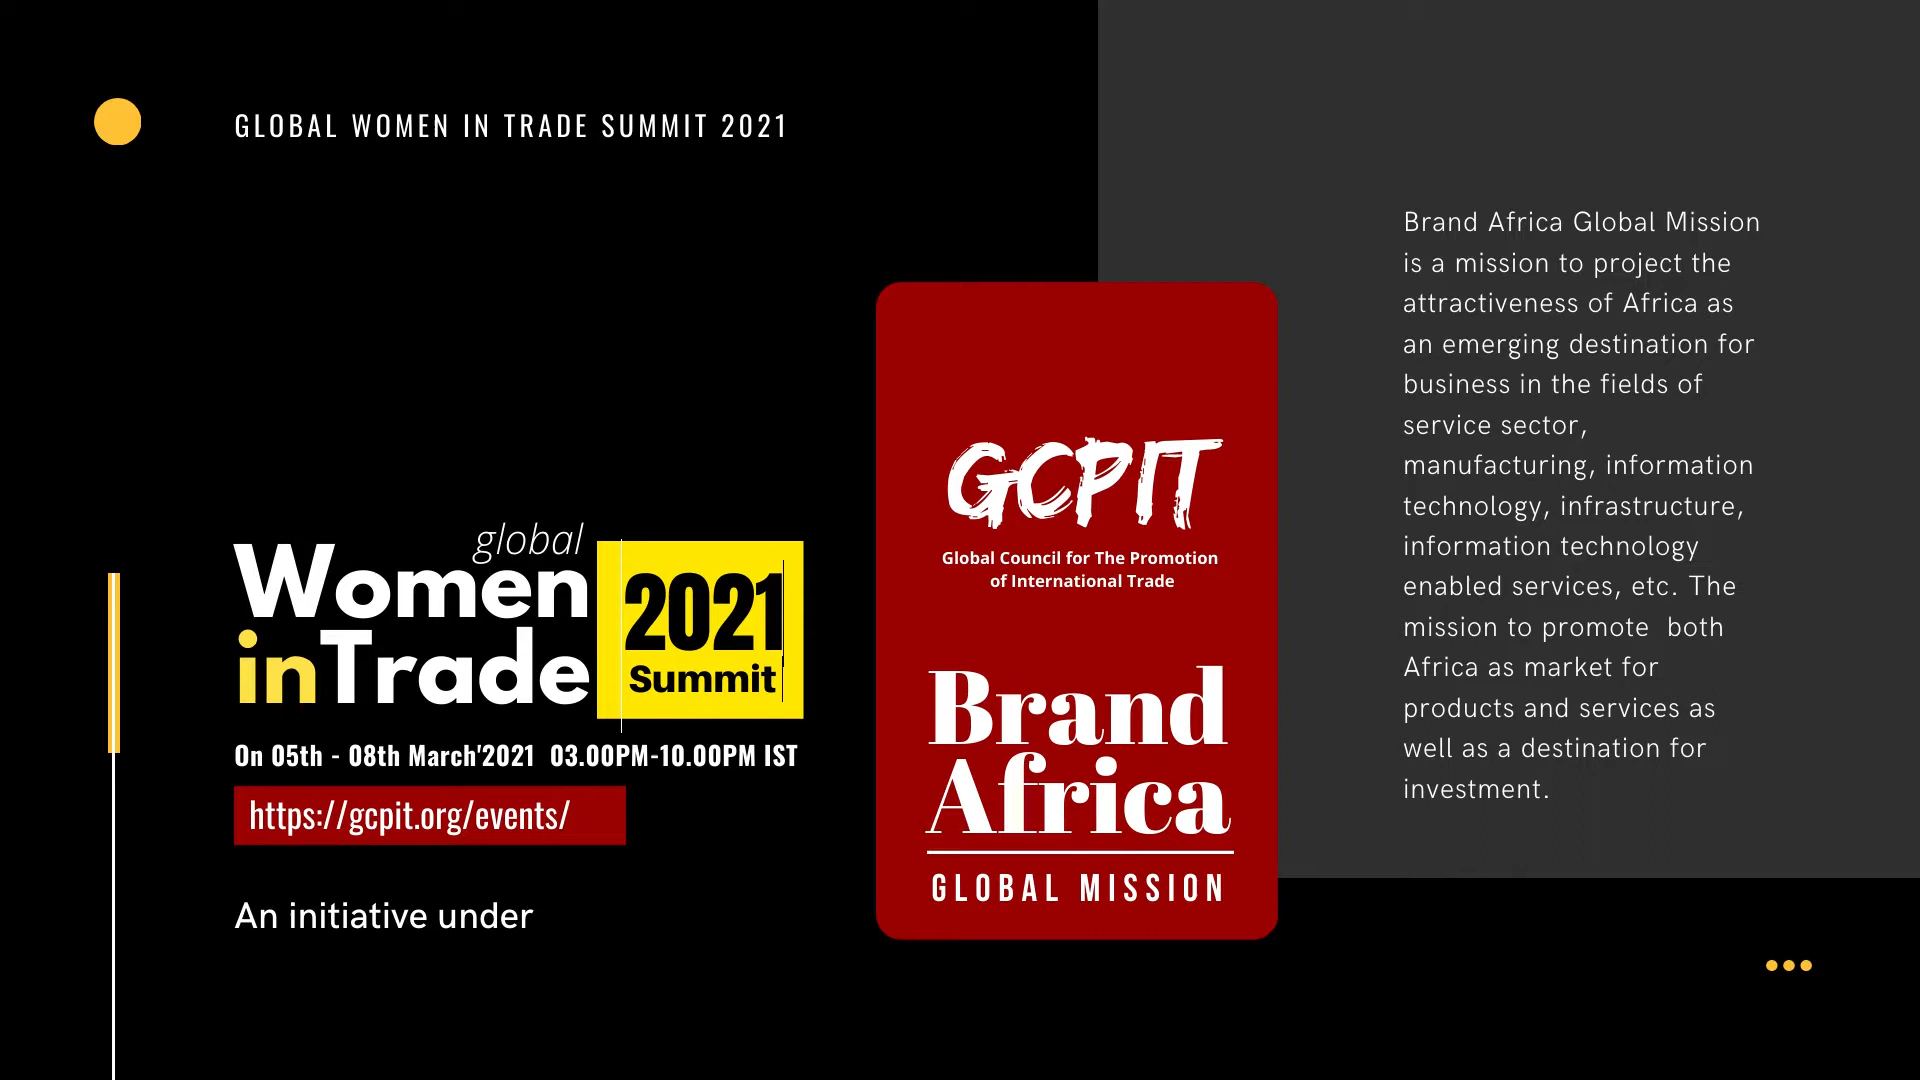 GLOBAL WOMEN IN TRADE SUMMIT 2021
global
Women
inTrade
2021
Summit
On 05th - 08th March'2021  03.00PM-10.00PM IST
https://gcpit.org/events/
An initiative under
GCPIT
Global Council for The Promotion
of International Trade
Brand
Africa
GLOBAL MISSION
Brand Africa Global Mission
is a mission to project the
attractiveness of Africa as
an emerging destination for
business in the fields of
service sector,
manufacturing, information
technology, infrastructure,
information technology
enabled services, etc. The
mission to promote  both
Africa as market for
products and services as
well as a destination for
investment.